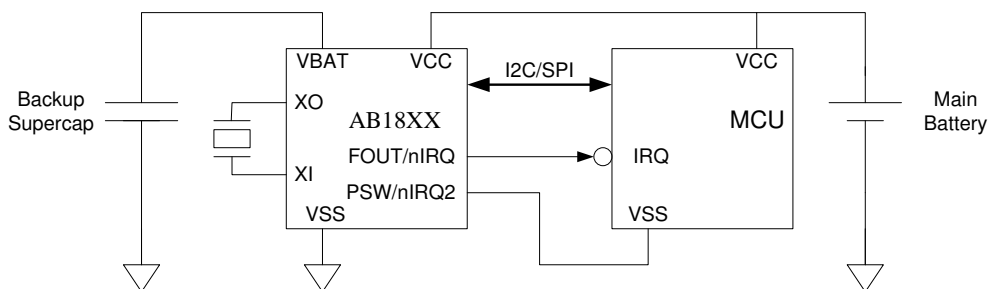 VBAT
VCC
I2C/SPI
VCC
Backup
Supercap
XO
AB18XX
MCU
Main
Battery
FOUT/nIRQ
IRQ
XI
PSW/nIRQ2
VSS
VSS